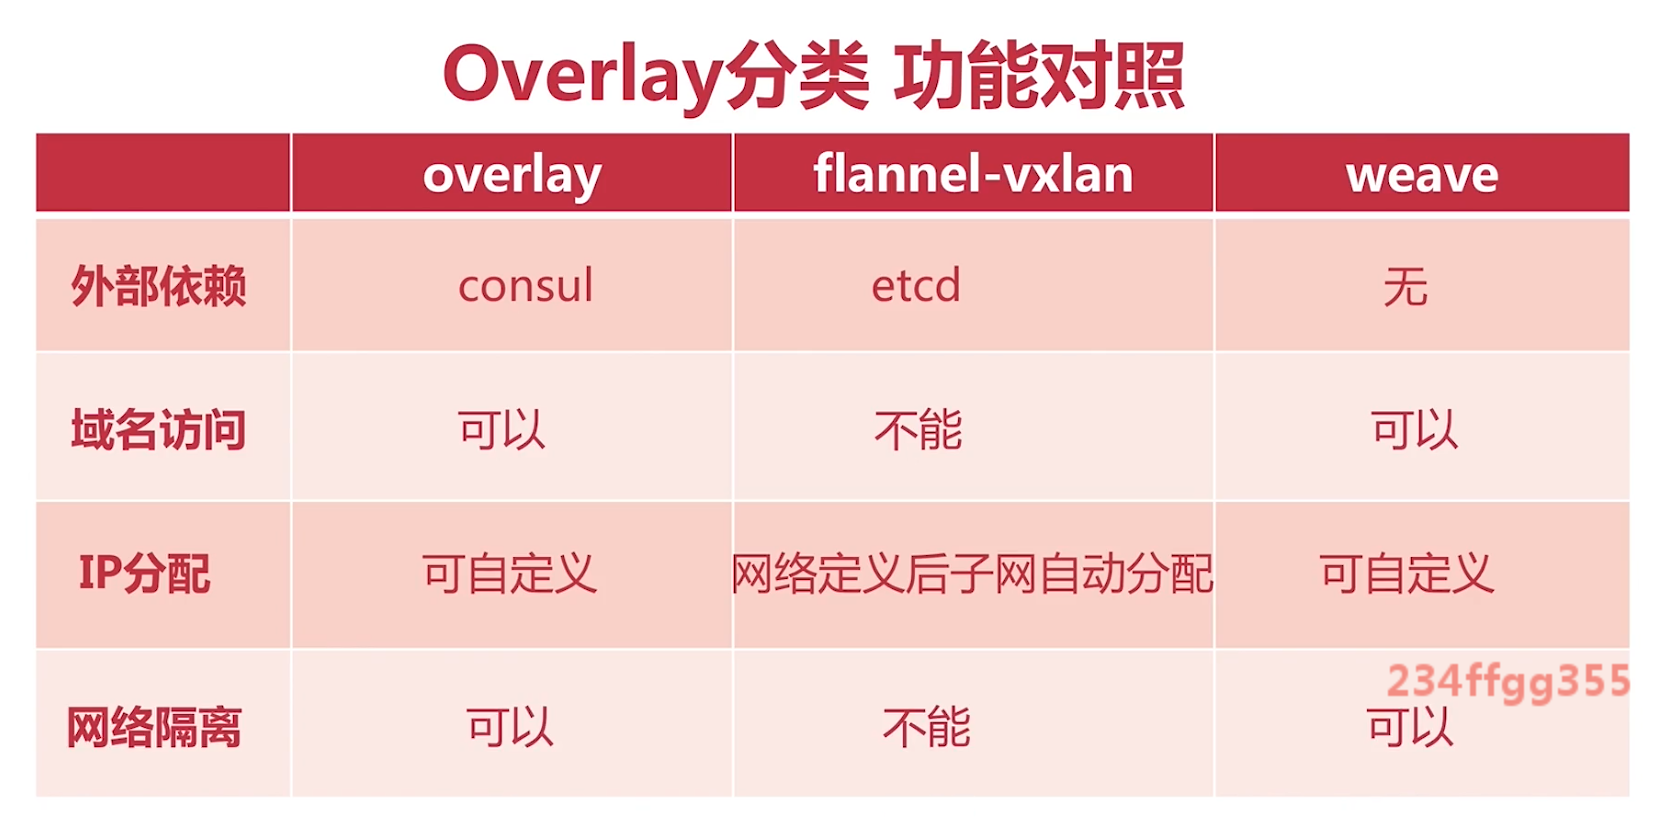 Overlay分类 功能对照
overlay flannel-vxlan weave
外部依赖 consul etcd 无
域名访问 可以 不能 可以
IP分配 可自定义 网络定义后子网自动分配 可自定义
234ffgg355
网络隔离 可以 不能 可以